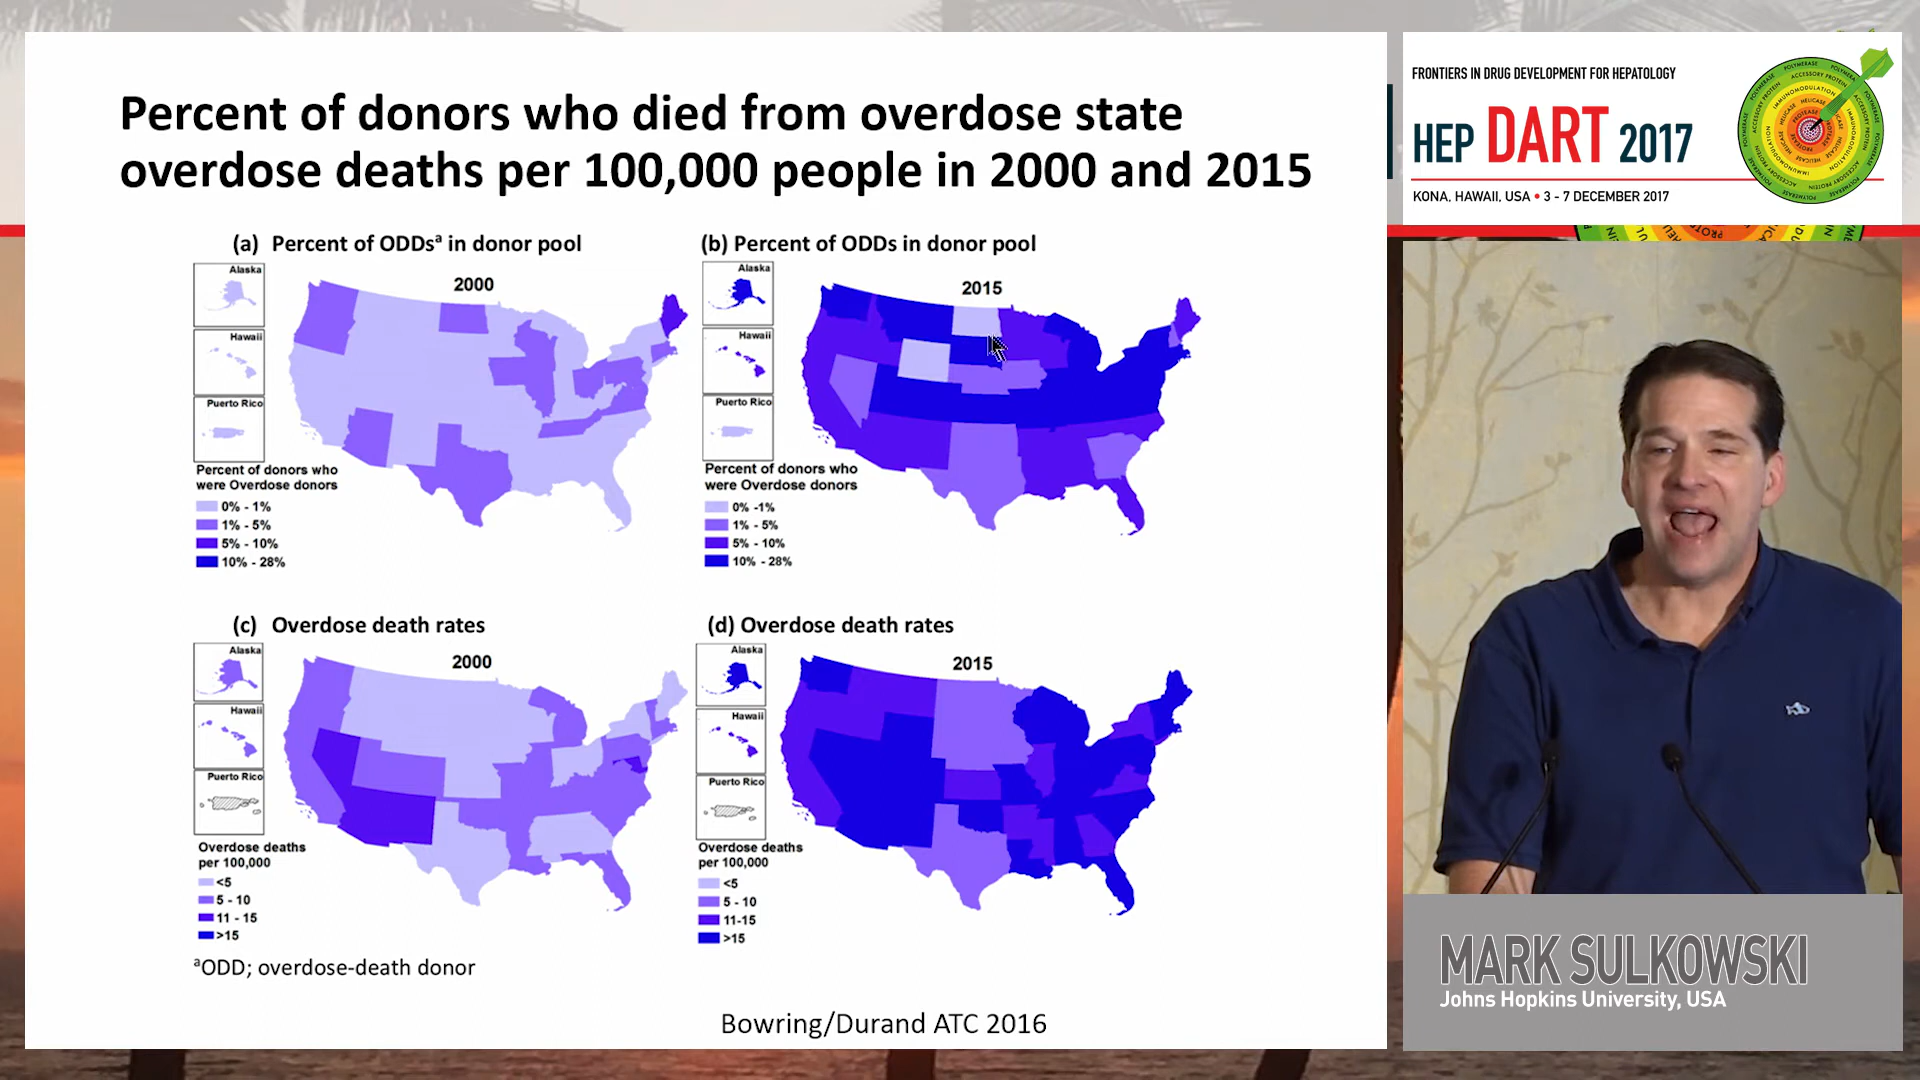 Percent of donors who died from overdose state
overdose deaths per 100,000 people in 2000 and 2015
(a) Percent of ODDsᵃ in donor pool
2000
Alaska
Hawaii
Puerto Rico
Percent of donors who
were Overdose donors
0% - 1%
1% - 5%
5% - 10%
10% - 28%
(b) Percent of ODDs in donor pool
2015
Alaska
Hawaii
Puerto Rico
Percent of donors who
were Overdose donors
0% -1%
1% - 5%
5% - 10%
10% - 28%
(c) Overdose death rates
2000
Alaska
Hawaii
Puerto Rico
Overdose deaths
per 100,000
<5
5 - 10
11 - 15
>15
(d) Overdose death rates
2015
Alaska
Hawaii
Puerto Rico
Overdose deaths
per 100,000
<5
5 - 10
11-15
>15
ᵃODD; overdose-death donor
Bowring/Durand ATC 2016
FRONTIERS IN DRUG DEVELOPMENT FOR HEPATOLOGY
HEP DART 2017
KONA, HAWAII, USA • 3 - 7 DECEMBER 2017
MARK SULKOWSKI
Johns Hopkins University, USA